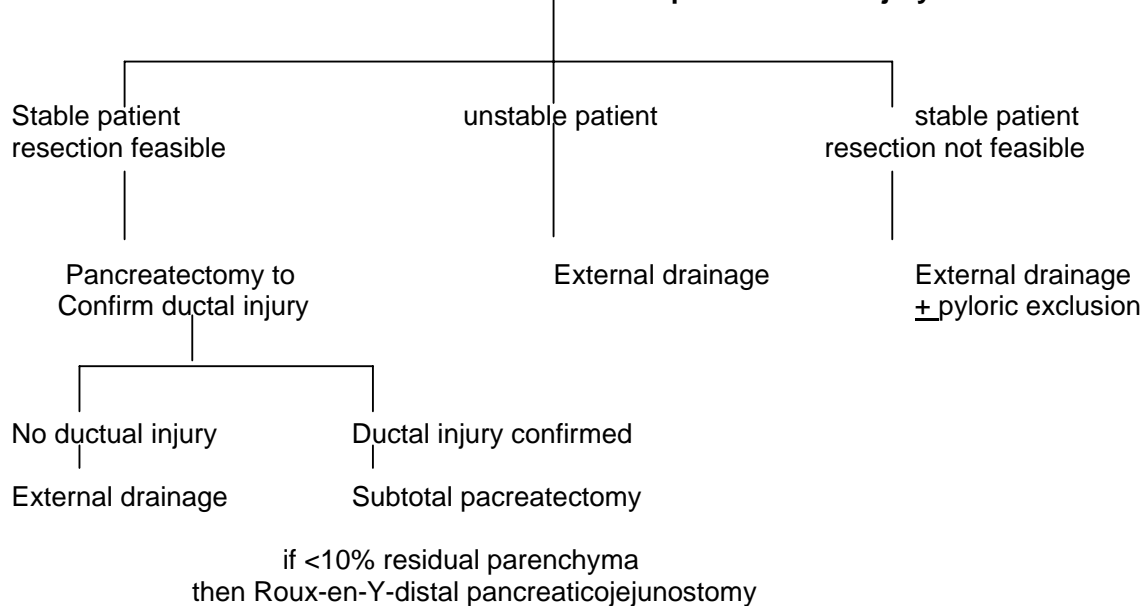 Stable patient
resection feasible
unstable patient
stable patient
resection not feasible
Pancreatectomy to
Confirm ductal injury
External drainage
External drainage
+ pyloric exclusion
No ductual injury
Ductal injury confirmed
External drainage
Subtotal pacreatectomy
if <10% residual parenchyma
then Roux-en-Y-distal pancreaticojejunostomy